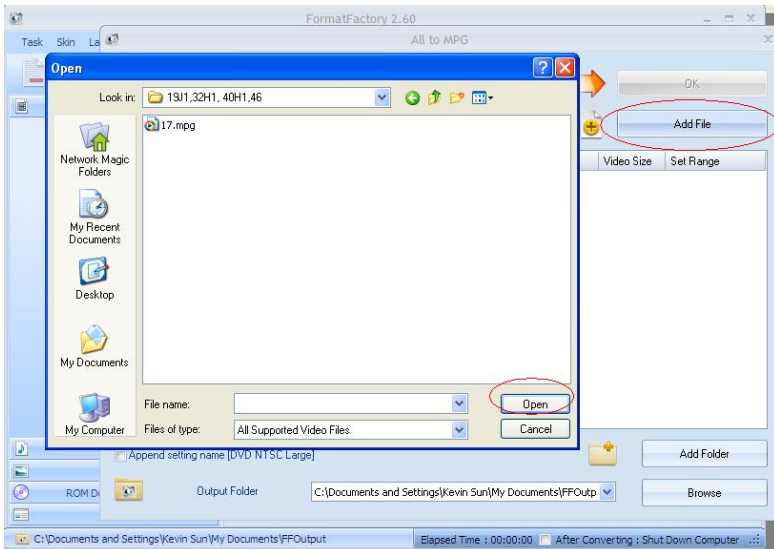 FormatFactory 2.60
Task Skin La
All to MPG
Open
Look in: 19J1,32H1, 40H1,46
OK
Add File
17.mpg
Video Size Set Range
Network Magic
Folders
My Recent
Documents
Desktop
My Documents
My Computer
File name:
Open
Files of type: All Supported Video Files
Cancel
Append setting name [DVD NTSC Large]
Add Folder
ROM D
Output Folder C:\Documents and Settings\Kevin Sun\My Documents\FFOutp
Browse
C:\Documents and Settings\Kevin Sun\My Documents\FFOutput Elapsed Time : 00:00:00 After Converting : Shut Down Computer